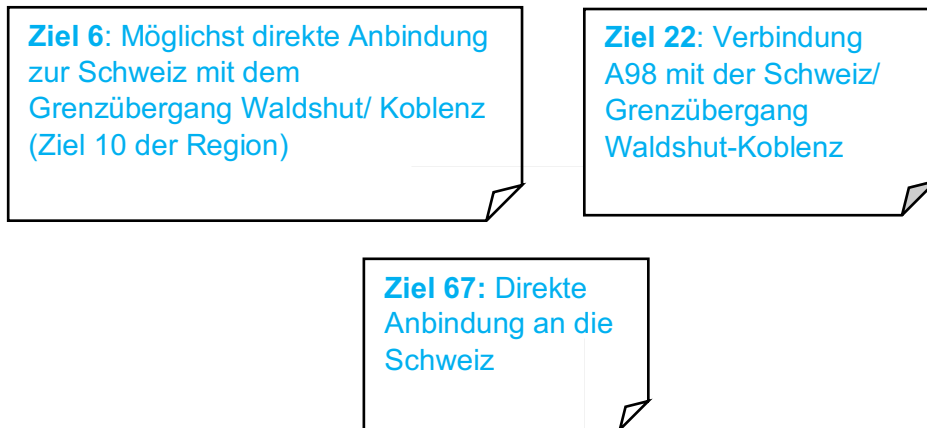 Ziel 6: Möglichst direkte Anbindung
zur Schweiz mit dem
Grenzübergang Waldshut/ Koblenz
(Ziel 10 der Region)
Ziel 22: Verbindung
A98 mit der Schweiz/
Grenzübergang
Waldshut-Koblenz
Ziel 67: Direkte
Anbindung an die
Schweiz